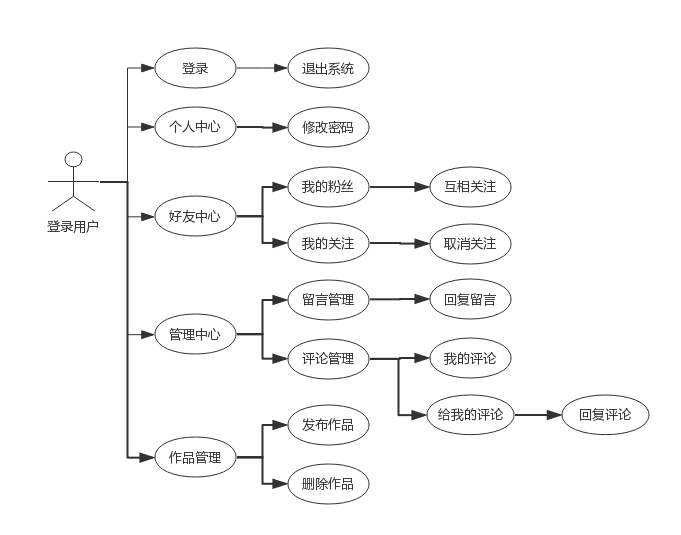 登录
退出系统
个人中心
修改密码
登录用户
好友中心
我的粉丝
互相关注
我的关注
取消关注
管理中心
留言管理
回复留言
评论管理
我的评论
给我的评论
回复评论
作品管理
发布作品
删除作品